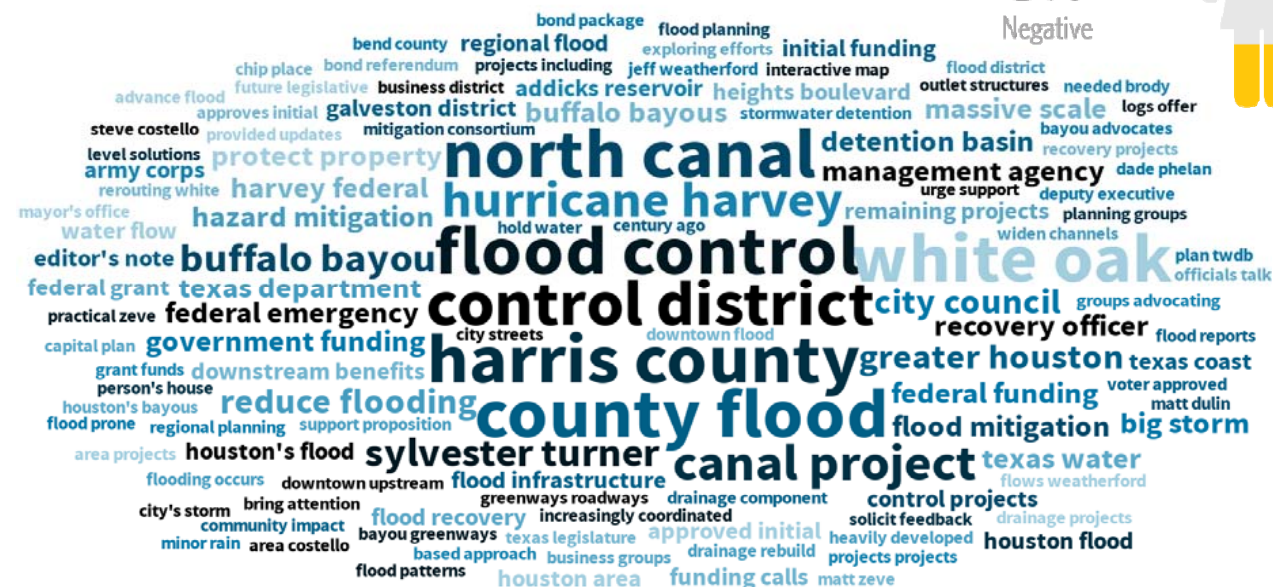 Negative
bond package flood planning
bend county regional flood exploring efforts initial funding
chip place bond referendum projects including jeff weatherford interactive map flood district
future legislative business district addicks reservoir heights boulevard outlet structures needed brody
advance flood approves initial galveston district buffalo bayous stormwater detention massive scale logs offer
steve costello provided updates mitigation consortium north canal detention basin bayou advocates
level solutions protect property management agency recovery projects
army corps dade phelan
rerouting white harvey federal hurricane harvey urge support deputy executive
mayor's office hazard mitigation remaining projects planning groups
water flow hold water century ago widen channels
editor's note buffalo bayou flood control white oak plan twdb
officials talk
federal grant texas department control district city council groups advocating
practical zeve federal emergency recovery officer
city streets downtown flood flood reports
capital plan government funding harris county greater houston texas coast
grant funds downstream benefits
person's house federal funding voter approved
houston's bayous reduce flooding county flood matt dulin
flood prone regional planning support proposition flood mitigation big storm
area projects houston's flood sylvester turner canal project texas water
flooding occurs downtown upstream flood infrastructure flows weatherford
city's storm bring attention greenways roadways drainage component control projects
community impact flood recovery increasingly coordinated solicit feedback drainage projects
minor rain area costello bayou greenways texas legislature approved initial heavily developed houston flood
based approach business groups drainage rebuild projects projects
flood patterns houston area funding calls matt zeve